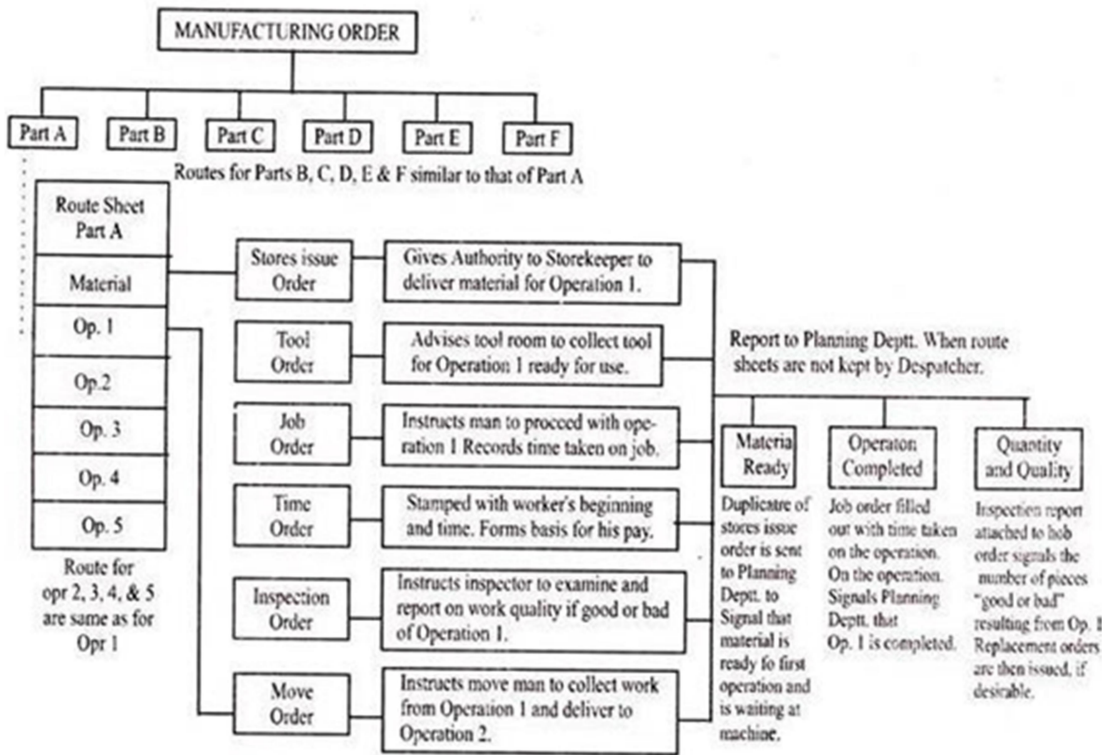 MANUFACTURING ORDER
Part A
Part B
Part C
Part D
Part E
Part F
Routes for Parts B, C, D, E & F similar to that of Part A
Route Sheet
Part A
Material
Op. 1
Op.2
Op. 3
Op. 4
Op. 5
Route for
opr 2, 3, 4, & 5
are same as for
Opr 1
Stores issue
Order
Gives Authority to Storekeeper to
deliver material for Operation 1.
Tool
Order
Advises tool room to collect tool
for Operation 1 ready for use.
Job
Order
Instructs man to procced with ope-
ration 1 Records time taken on job.
Time
Order
Stamped with worker's beginning
and time. Forms basis for his pay.
Inspection
Order
Instructs inspector to examine and
report on work quality if good or bad
of Operation 1.
Move
Order
Instructs move man to collect work
from Operation 1 and deliver to
Operation 2.
Report to Planning Deptt. When route
sheets are not kept by Despatcher.
Material
Ready
Duplicatre of
stores issue
order is sent
to Planning
Deptt. to
Signal that
material is
ready fo first
operation and
is waiting at
machine.
Operaton
Completed
Job order filled
out with time taken
on the operation.
On the operation.
Signals Planning
Deptt. that
Op. 1 is completed.
Quantity
and Quality
Inspection report
attached to hob
order signals the
number of pieces
"good or bad"
resulting from Op. 1
Replacement orders
are then issued, if
desirable.